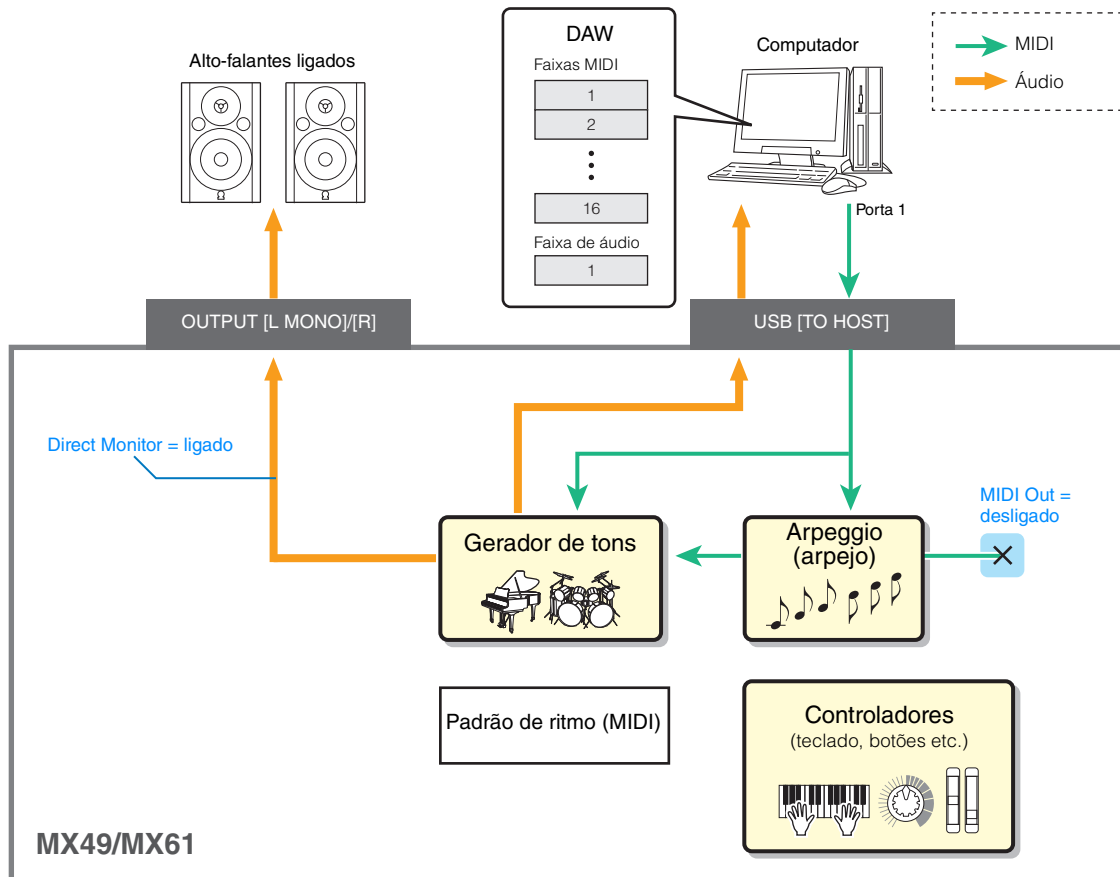 DAW
Faixas MIDI
1
2
16
Faixa de áudio
1
Computador
Porta 1
MIDI
Áudio
Alto-falantes ligados
OUTPUT [L MONO]/[R]
USB [TO HOST]
Direct Monitor = ligado
Gerador de tons
Arpeggio
(arpejo)
MIDI Out =
desligado
Padrão de ritmo (MIDI)
Controladores
(teclado, botões etc.)
MX49/MX61